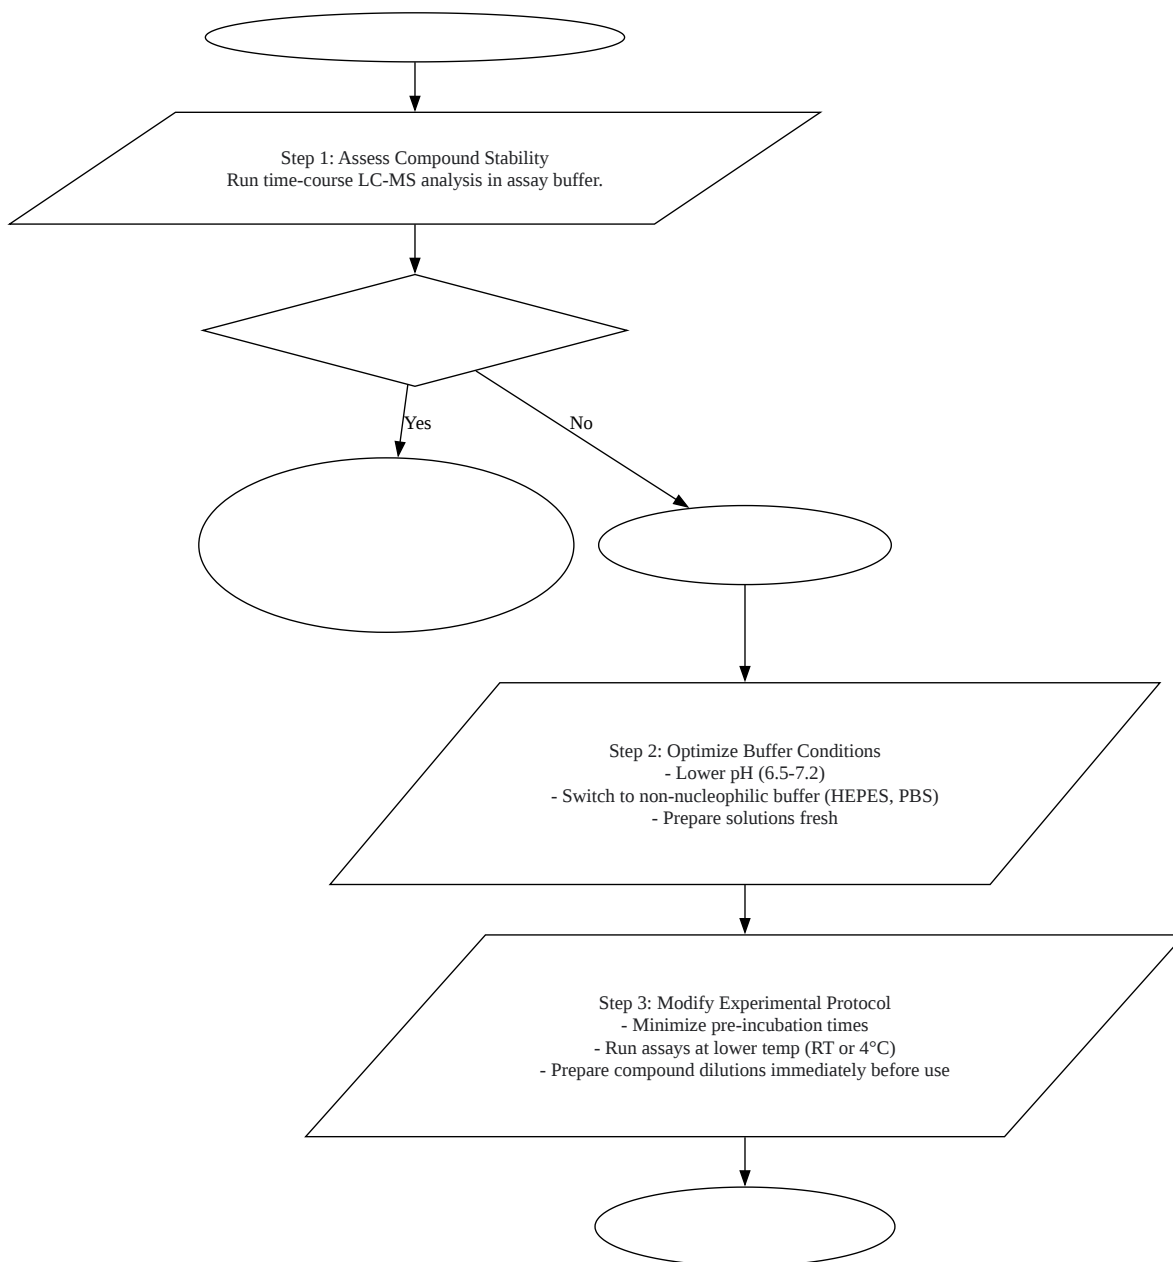 Step 1: Assess Compound Stability
Run time-course LC-MS analysis in assay buffer.
Yes
No
Step 2: Optimize Buffer Conditions
- Lower pH (6.5-7.2)
- Switch to non-nucleophilic buffer (HEPES, PBS)
- Prepare solutions fresh
Step 3: Modify Experimental Protocol
- Minimize pre-incubation times
- Run assays at lower temp (RT or 4°C)
- Prepare compound dilutions immediately before use